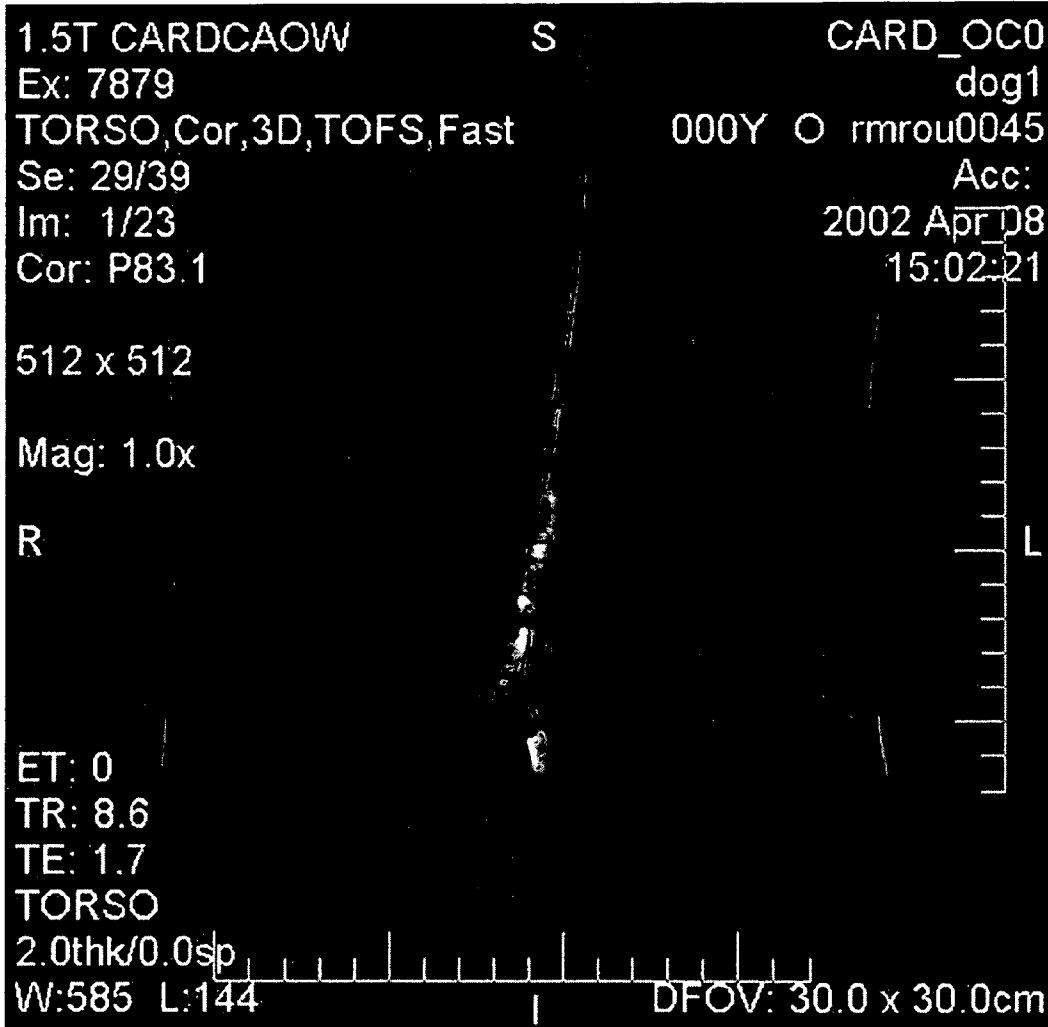 1.5T CARDCAOW
S
CARD_OC0
Ex: 7879
dog1
TORSO,Cor,3D,TOFS,Fast
000Y O rmrou0045
Se: 29/39
Acc:
Im: 1/23
2002 Apr 08
Cor: P83.1
15:02:21
512 x 512
Mag: 1.0x
R
L
ET: 0
TR: 8.6
TE: 1.7
TORSO
2.0thk/0.0sp
W:585 L:144
I
DFOV: 30.0 x 30.0cm